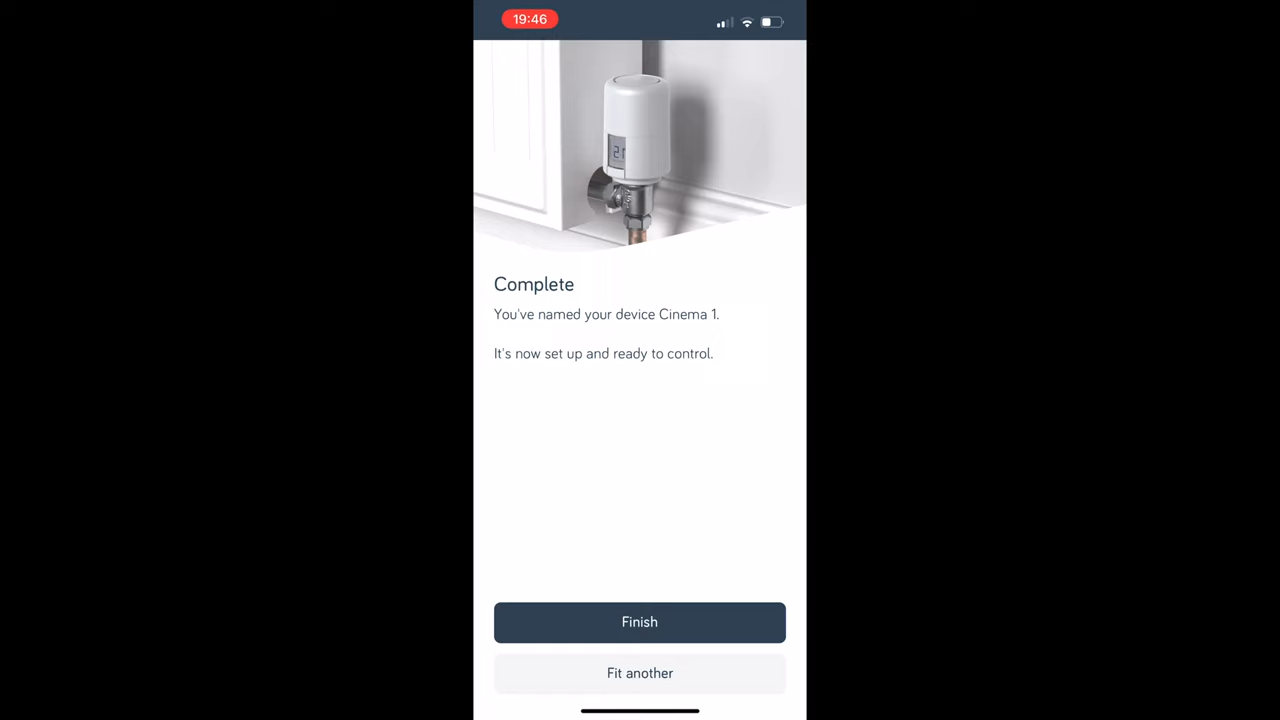 19:46
21
Complete
You've named your device Cinema 1.
It's now set up and ready to control.
Finish
Fit another